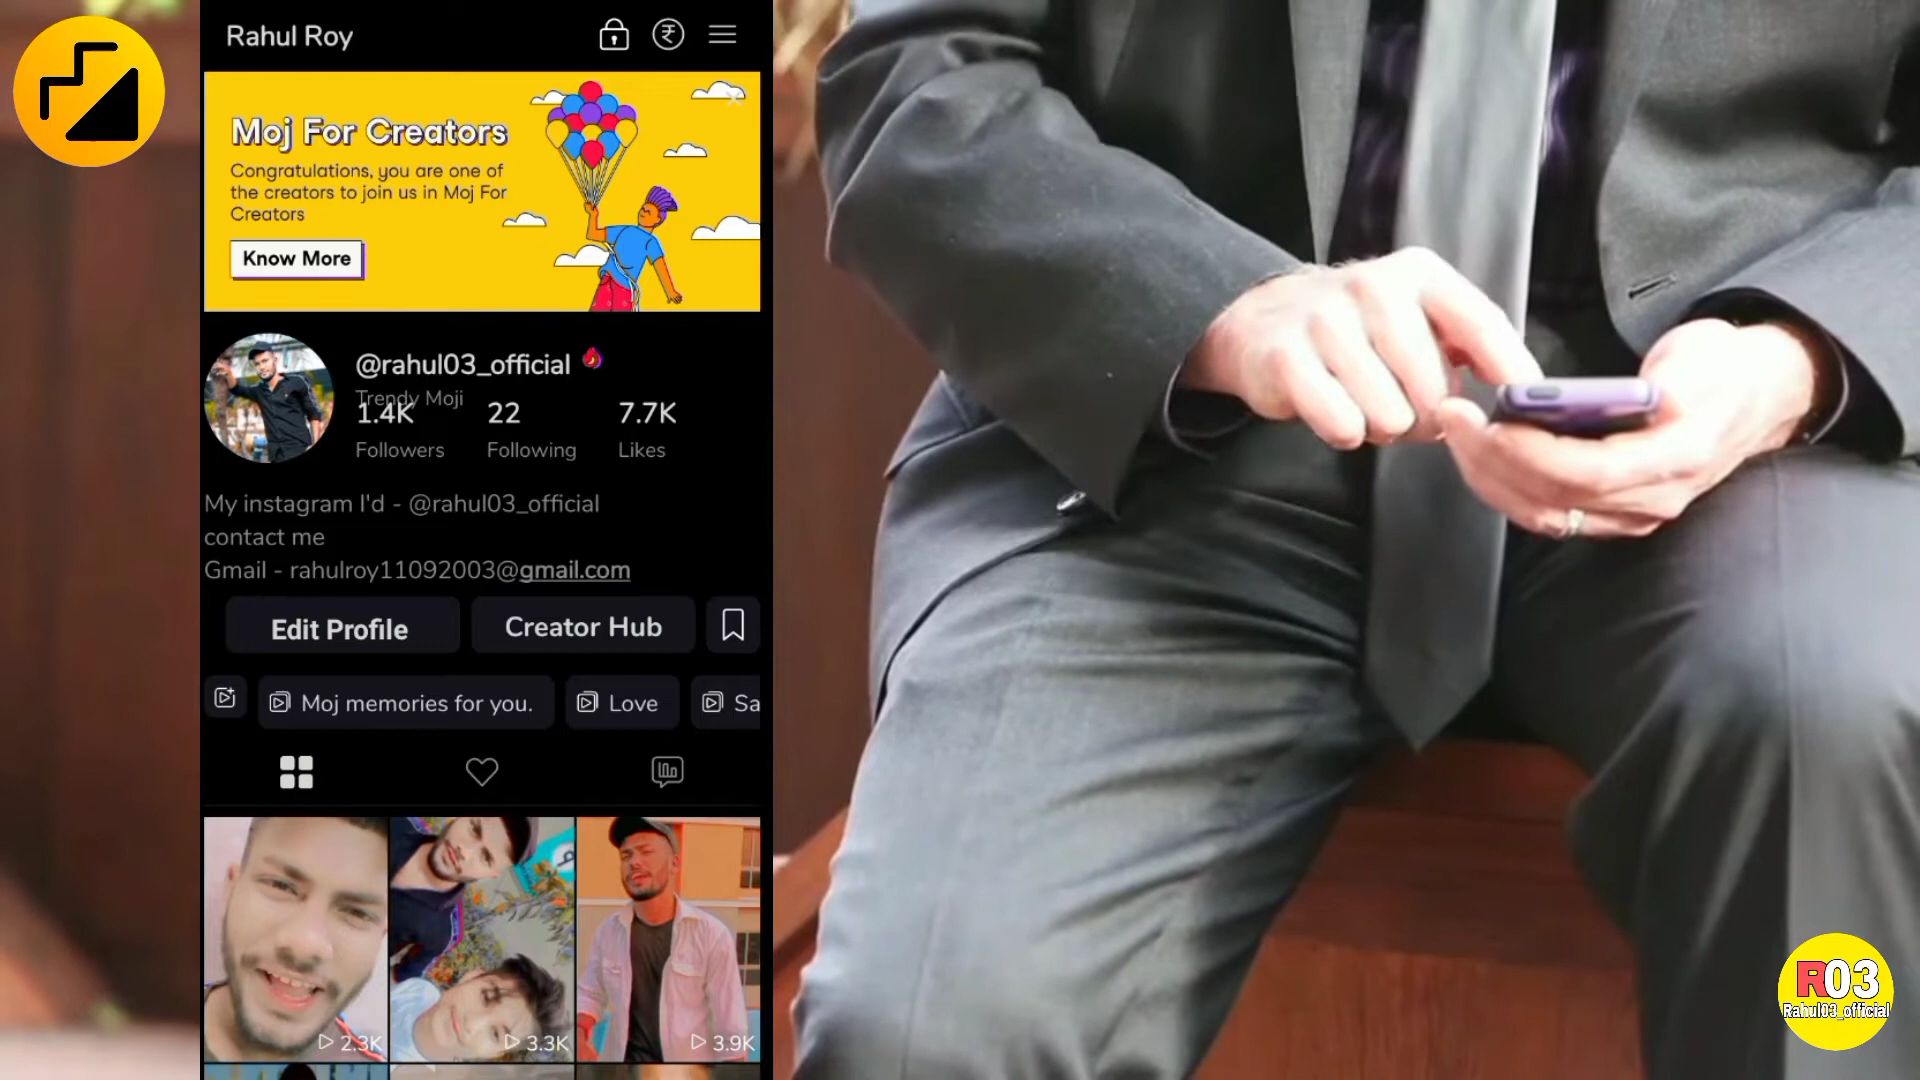 Rahul Roy
Moj For Creators
Congratulations, you are one of
the creators to join us in Moj For
Creators
Know More
@rahul03_official
Trendy Moji
1.4K 22 7.7K
Followers Following Likes
My instagram I'd - @rahul03_official
contact me
Gmail - rahulroy11092003@gmail.com
Edit Profile Creator Hub
Moj memories for you. Love Sa
2.3K 3.3K 3.9K
R03
Rahul03_official